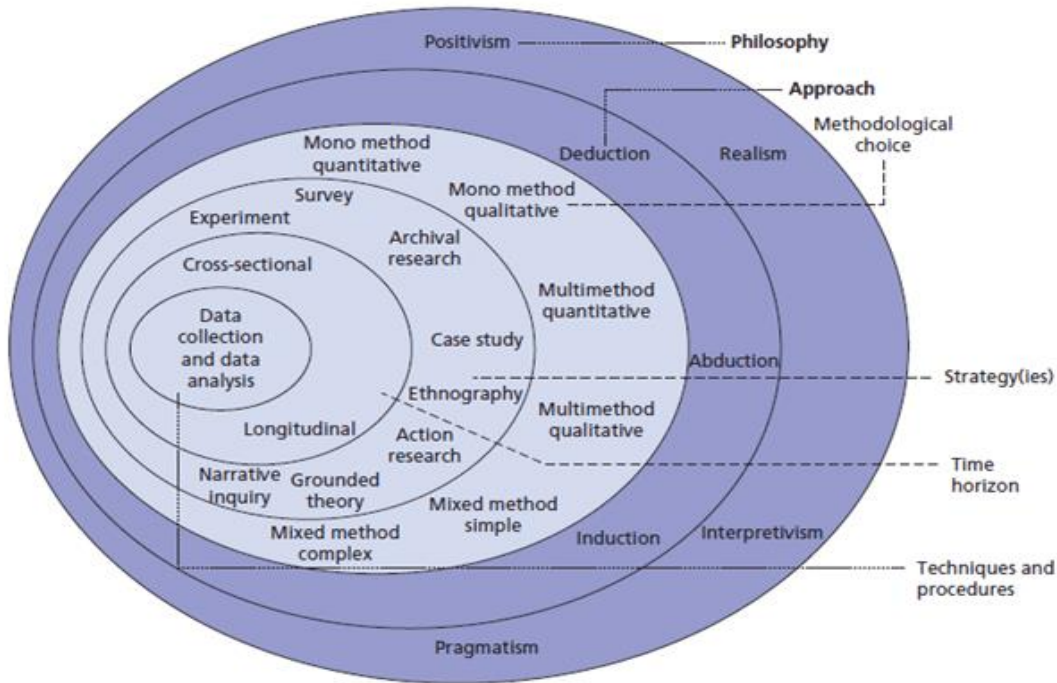 Positivism
Philosophy
Approach
Methodological
choice
Mono method
quantitative
Deduction
Realism
Survey
Mono method
qualitative
Experiment
Archival
research
Cross-sectional
Multimethod
quantitative
Data
collection
and data
analysis
Case study
Abduction
Strategy(ies)
Ethnography
Multimethod
qualitative
Longitudinal
Action
research
Time
horizon
Narrative
inquiry
Grounded
theory
Mixed method
simple
Mixed method
complex
Induction
Interpretivism
Techniques and
procedures
Pragmatism